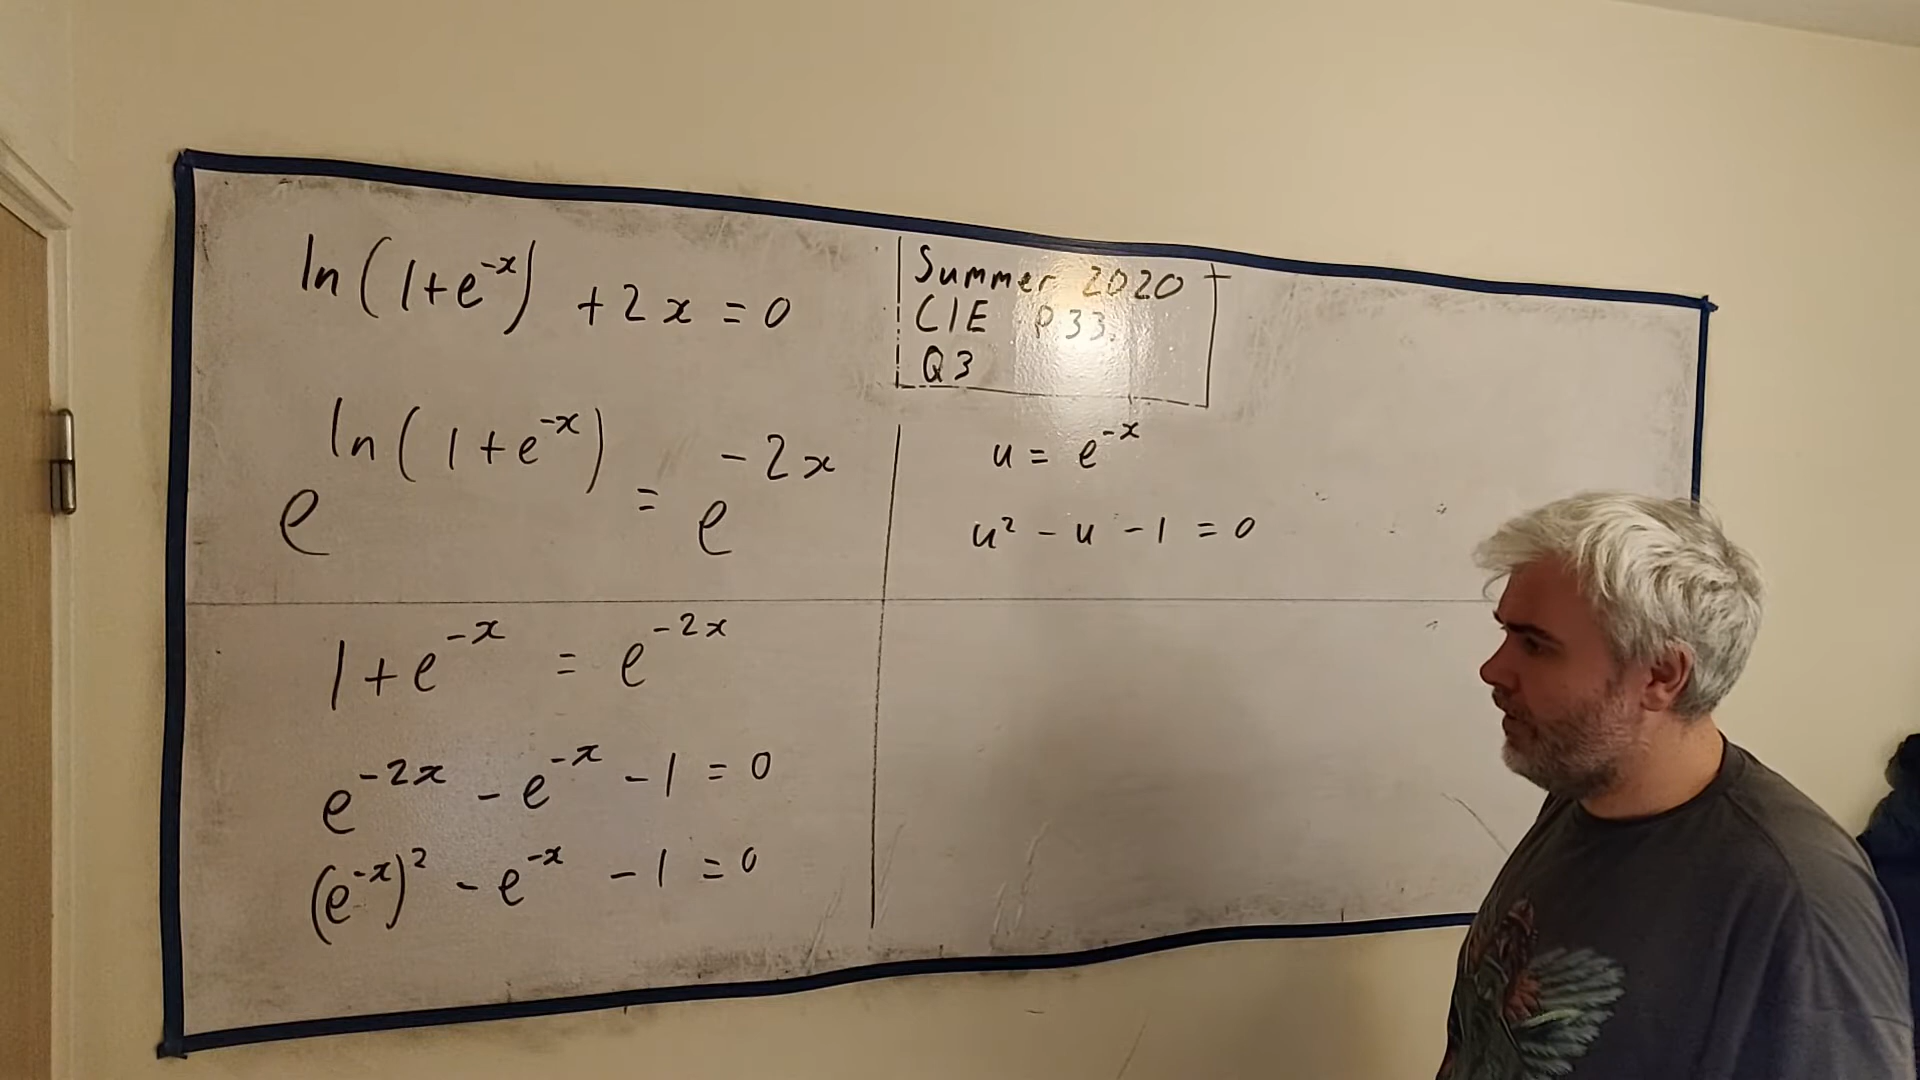 ln(1+e^-x) + 2x = 0
Summer 2020
CIE P33.
Q3
e^ln(1+e^-x) = e^-2x
1+e^-x = e^-2x
e^-2x - e^-x - 1 = 0
(e^-x)² - e^-x - 1 = 0
u = e^-x
u² - u - 1 = 0